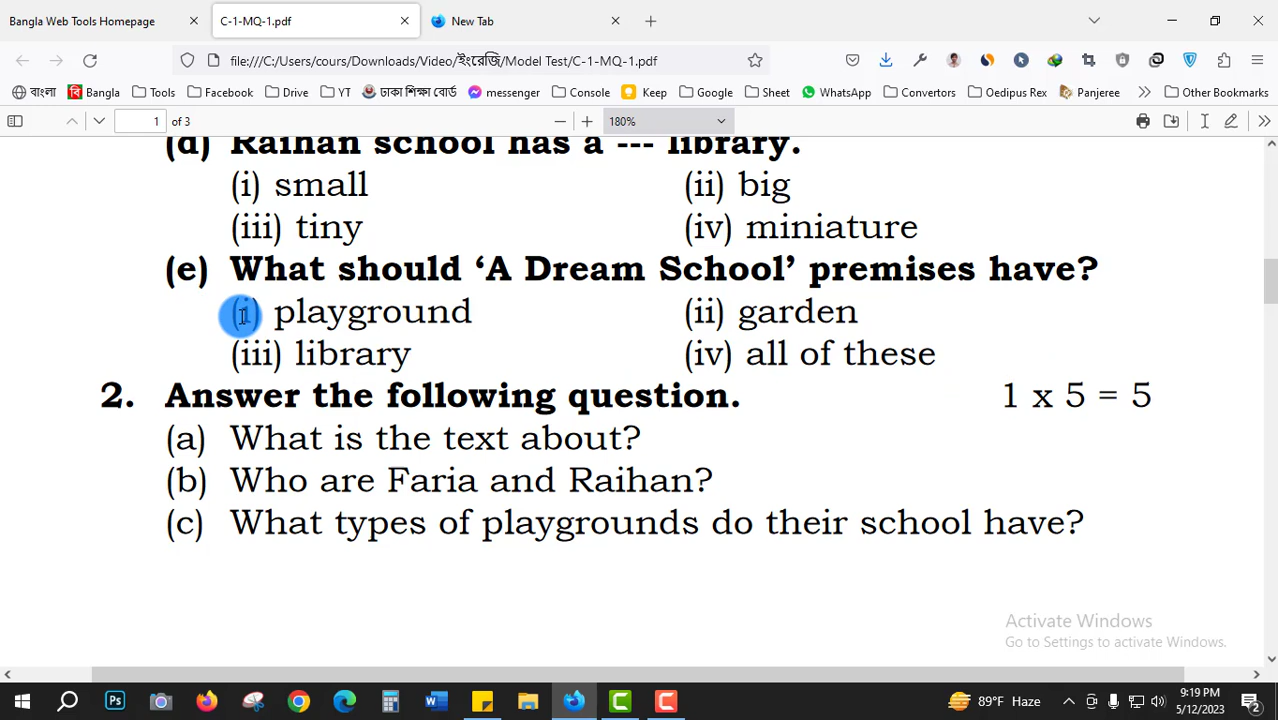 Bangla Web Tools Homepage
C-1-MQ-1.pdf
New Tab
file:///C:/Users/cours/Downloads/Video/ইংরেজি/Model Test/C-1-MQ-1.pdf
বাংলা Bangla Tools Facebook Drive YT ঢাকা শিক্ষা বোর্ড messenger Console Keep Google Sheet WhatsApp Convertors Oedipus Rex Panjeree Other Bookmarks
1 of 3
180%
(d) Raihan school has a --- library.
(i) small (ii) big
(iii) tiny (iv) miniature
(e) What should ‘A Dream School’ premises have?
(i) playground (ii) garden
(iii) library (iv) all of these
2. Answer the following question. 1 x 5 = 5
(a) What is the text about?
(b) Who are Faria and Raihan?
(c) What types of playgrounds do their school have?
Activate Windows
Go to Settings to activate Windows.
89°F Haze
9:19 PM
5/12/2023
2